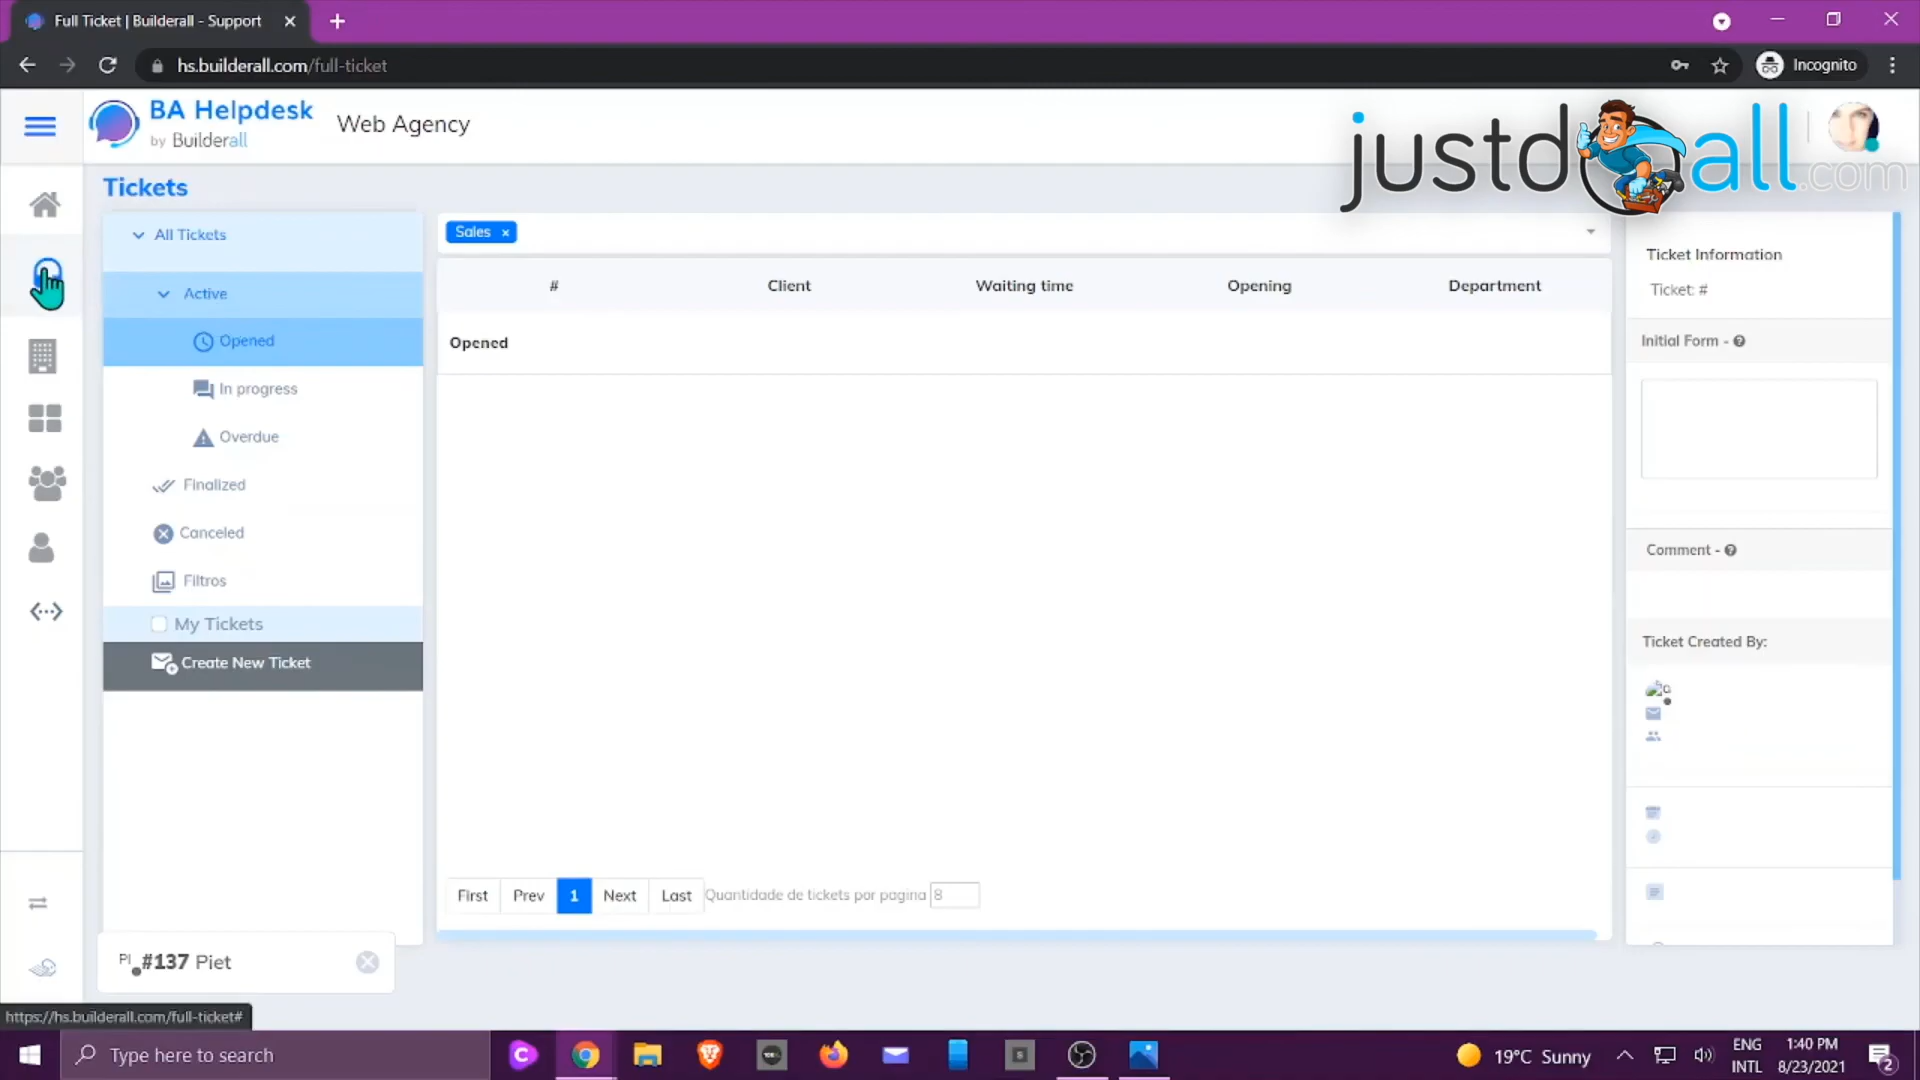 Full Ticket | Builderall - Support
hs.builderall.com/full-ticket
Incognito
BA Helpdesk
by Builderall
Web Agency
justdoall.com
Tickets
All Tickets
Active
Opened
In progress
Overdue
Finalized
Canceled
Filtros
My Tickets
Create New Ticket
Sales ×
# Client Waiting time Opening Department
Opened
First Prev 1 Next Last Quantidade de tickets por pagina 8
Ticket Information
Ticket: #
Initial Form -
Comment -
Ticket Created By:
PI #137 Piet
https://hs.builderall.com/full-ticket#
Type here to search
19°C Sunny
ENG
INTL
1:40 PM
8/23/2021
2